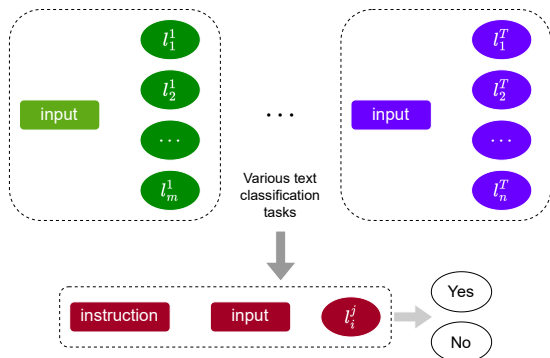 input
l_1^1
l_2^1
...
l_m^1
...
input
l_1^T
l_2^T
...
l_n^T
Various text
classification
tasks
instruction
input
l_i^j
Yes
No